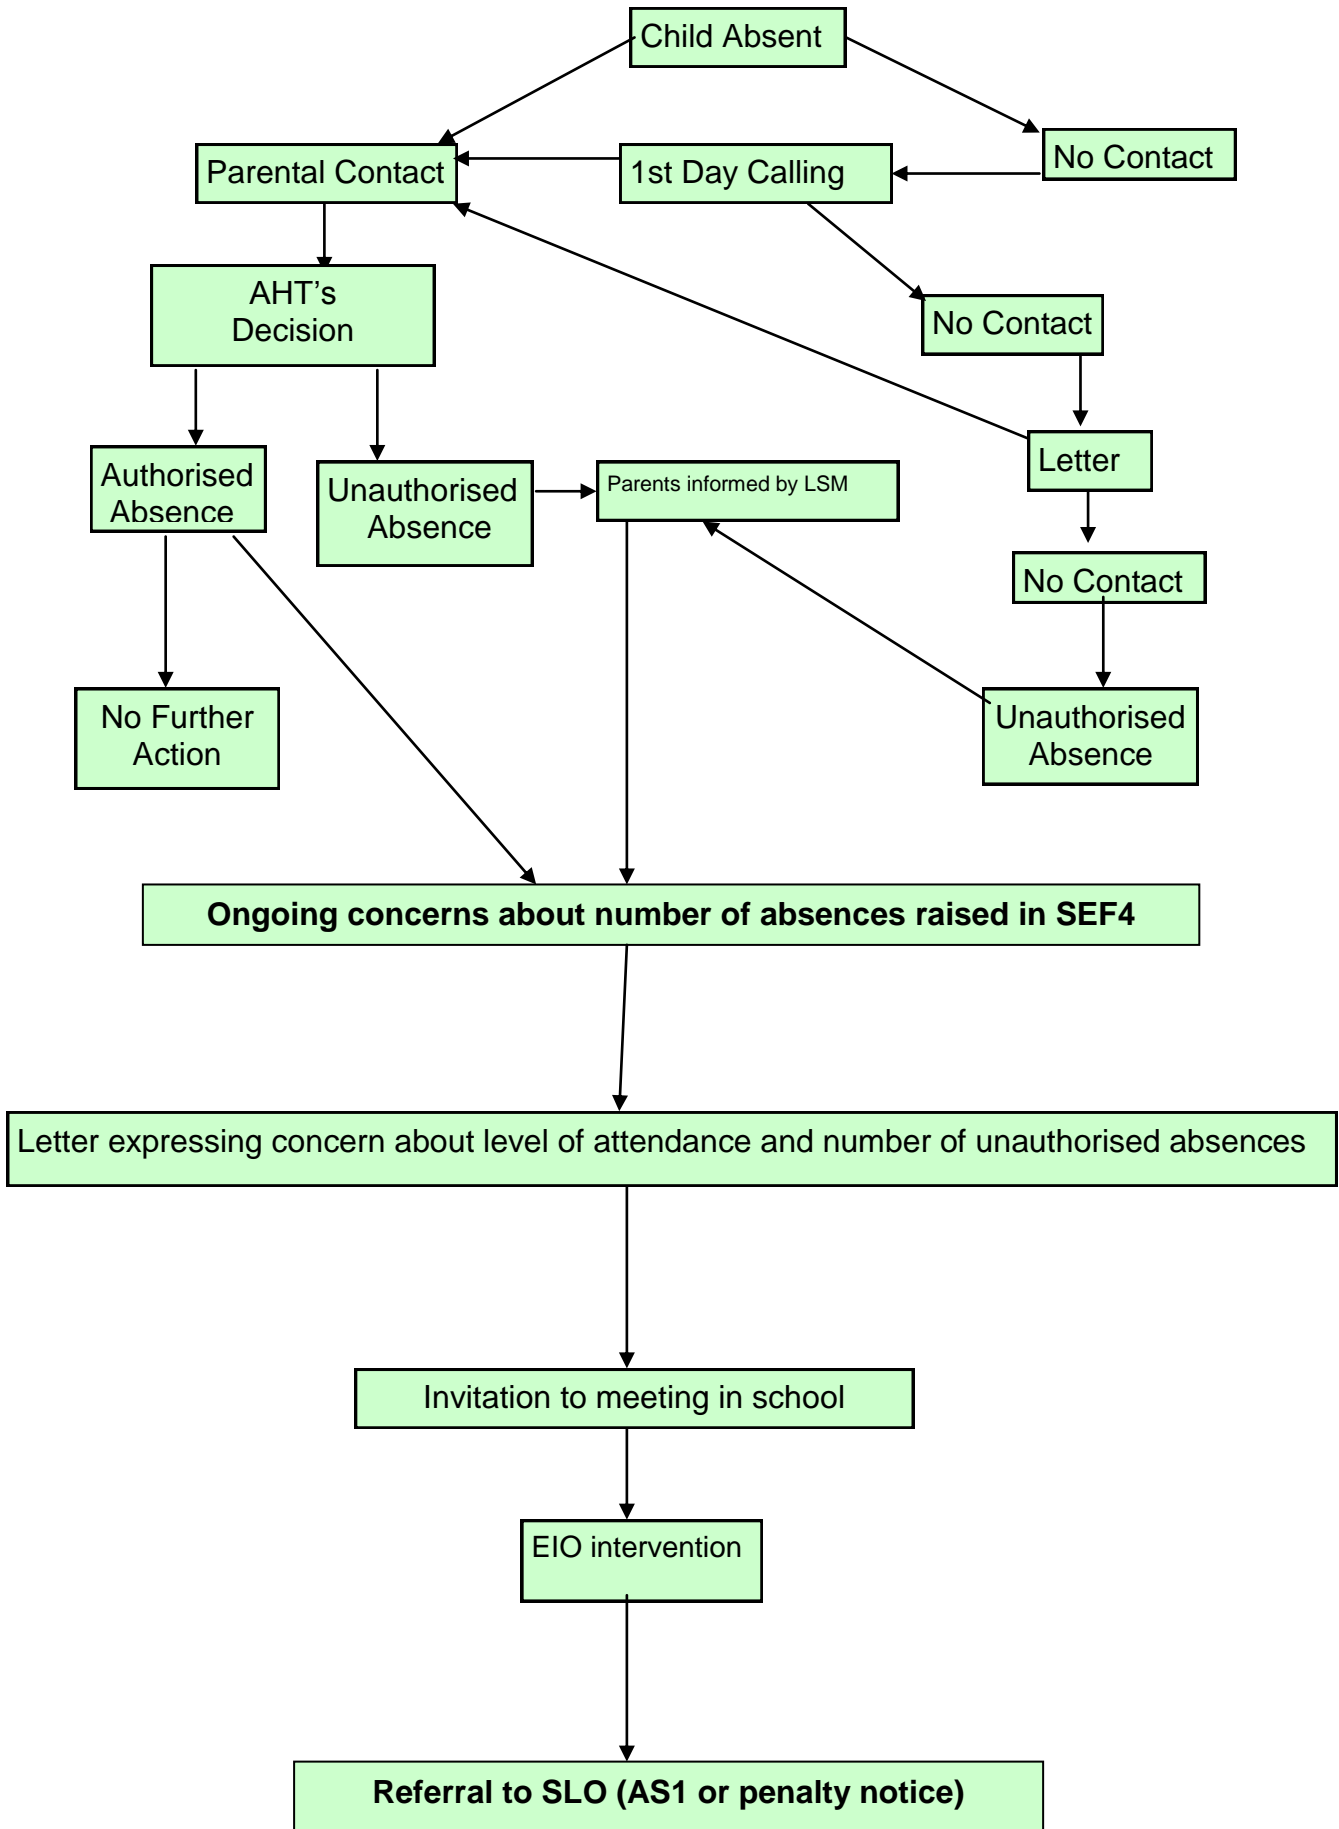 Child Absent
No Contact
Parental Contact
1st Day Calling
AHT’s
Decision
No Contact
Authorised
Absence
Unauthorised
Absence
Parents informed by LSM
Letter
No Contact
No Further
Action
Unauthorised
Absence
Ongoing concerns about number of absences raised in SEF4
Letter expressing concern about level of attendance and number of unauthorised absences
Invitation to meeting in school
EIO intervention
Referral to SLO (AS1 or penalty notice)